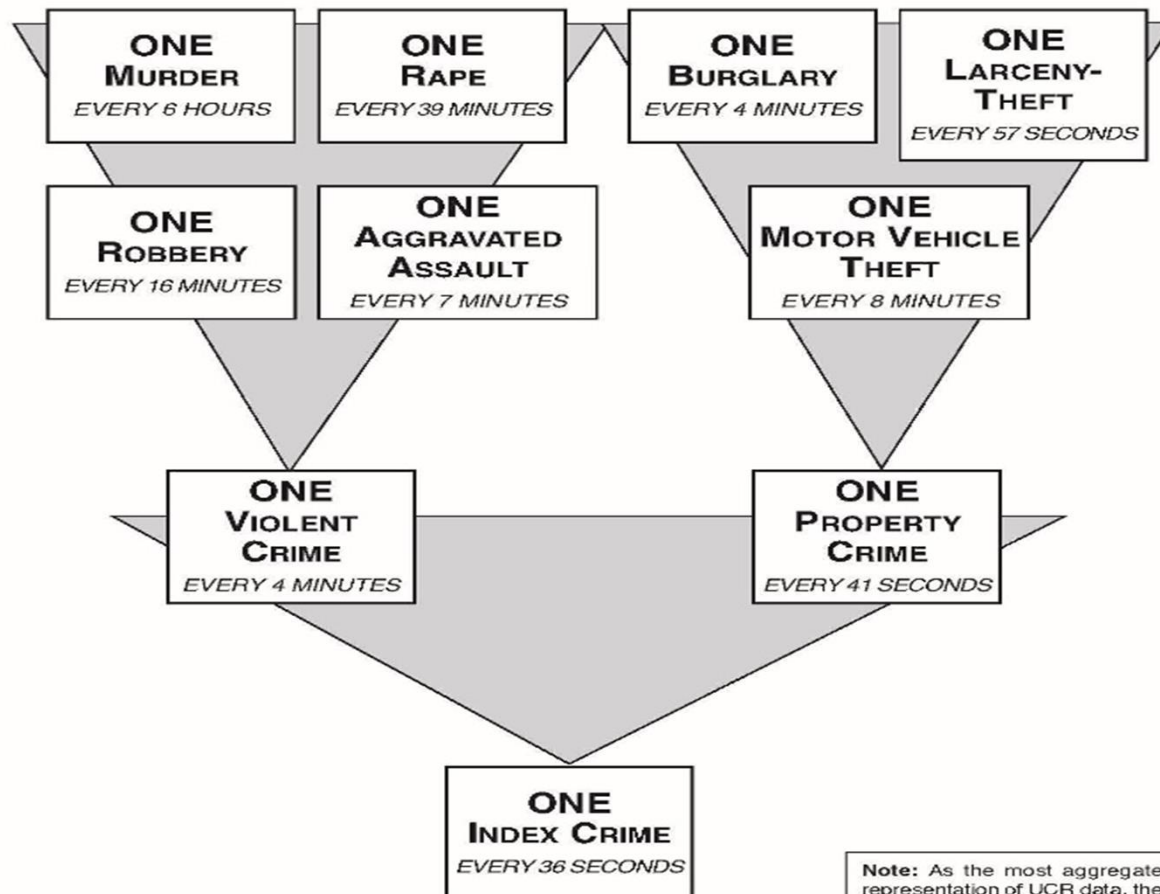 ONE
MURDER
EVERY 6 HOURS
ONE
RAPE
EVERY 39 MINUTES
ONE
BURGLARY
EVERY 4 MINUTES
ONE
LARCENY-
THEFT
EVERY 57 SECONDS
ONE
ROBBERY
EVERY 16 MINUTES
ONE
AGGRAVATED
ASSAULT
EVERY 7 MINUTES
ONE
MOTOR VEHICLE
THEFT
EVERY 8 MINUTES
ONE
VIOLENT
CRIME
EVERY 4 MINUTES
ONE
PROPERTY
CRIME
EVERY 41 SECONDS
ONE
INDEX CRIME
EVERY 36 SECONDS
Note: As the most aggregate
representation of UCR data, the